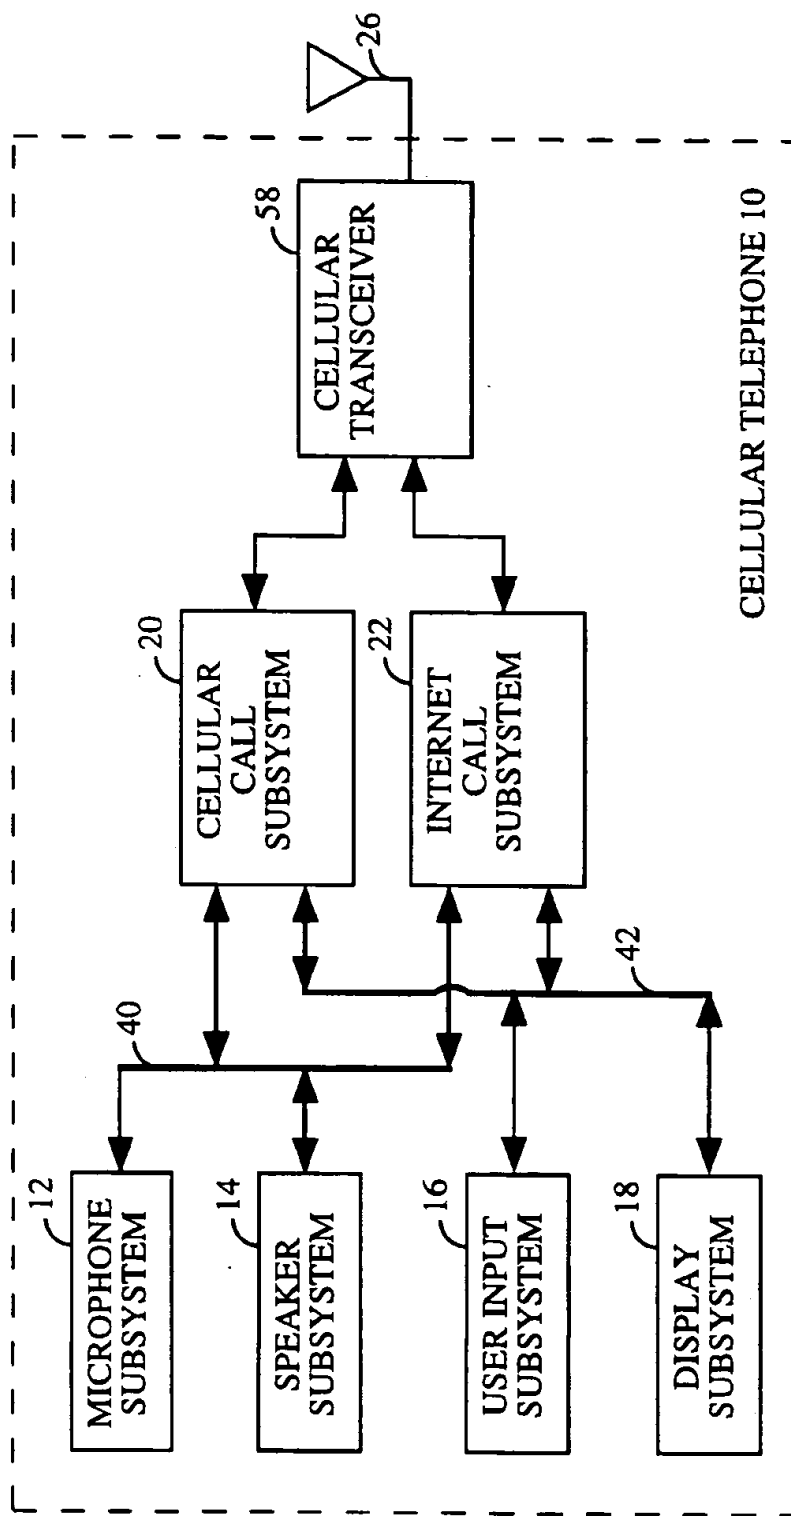 12
MICROPHONE
SUBSYSTEM
14
SPEAKER
SUBSYSTEM
16
USER INPUT
SUBSYSTEM
18
DISPLAY
SUBSYSTEM
40
42
20
CELLULAR
CALL
SUBSYSTEM
22
INTERNET
CALL
SUBSYSTEM
58
CELLULAR
TRANSCEIVER
26
CELLULAR TELEPHONE 10